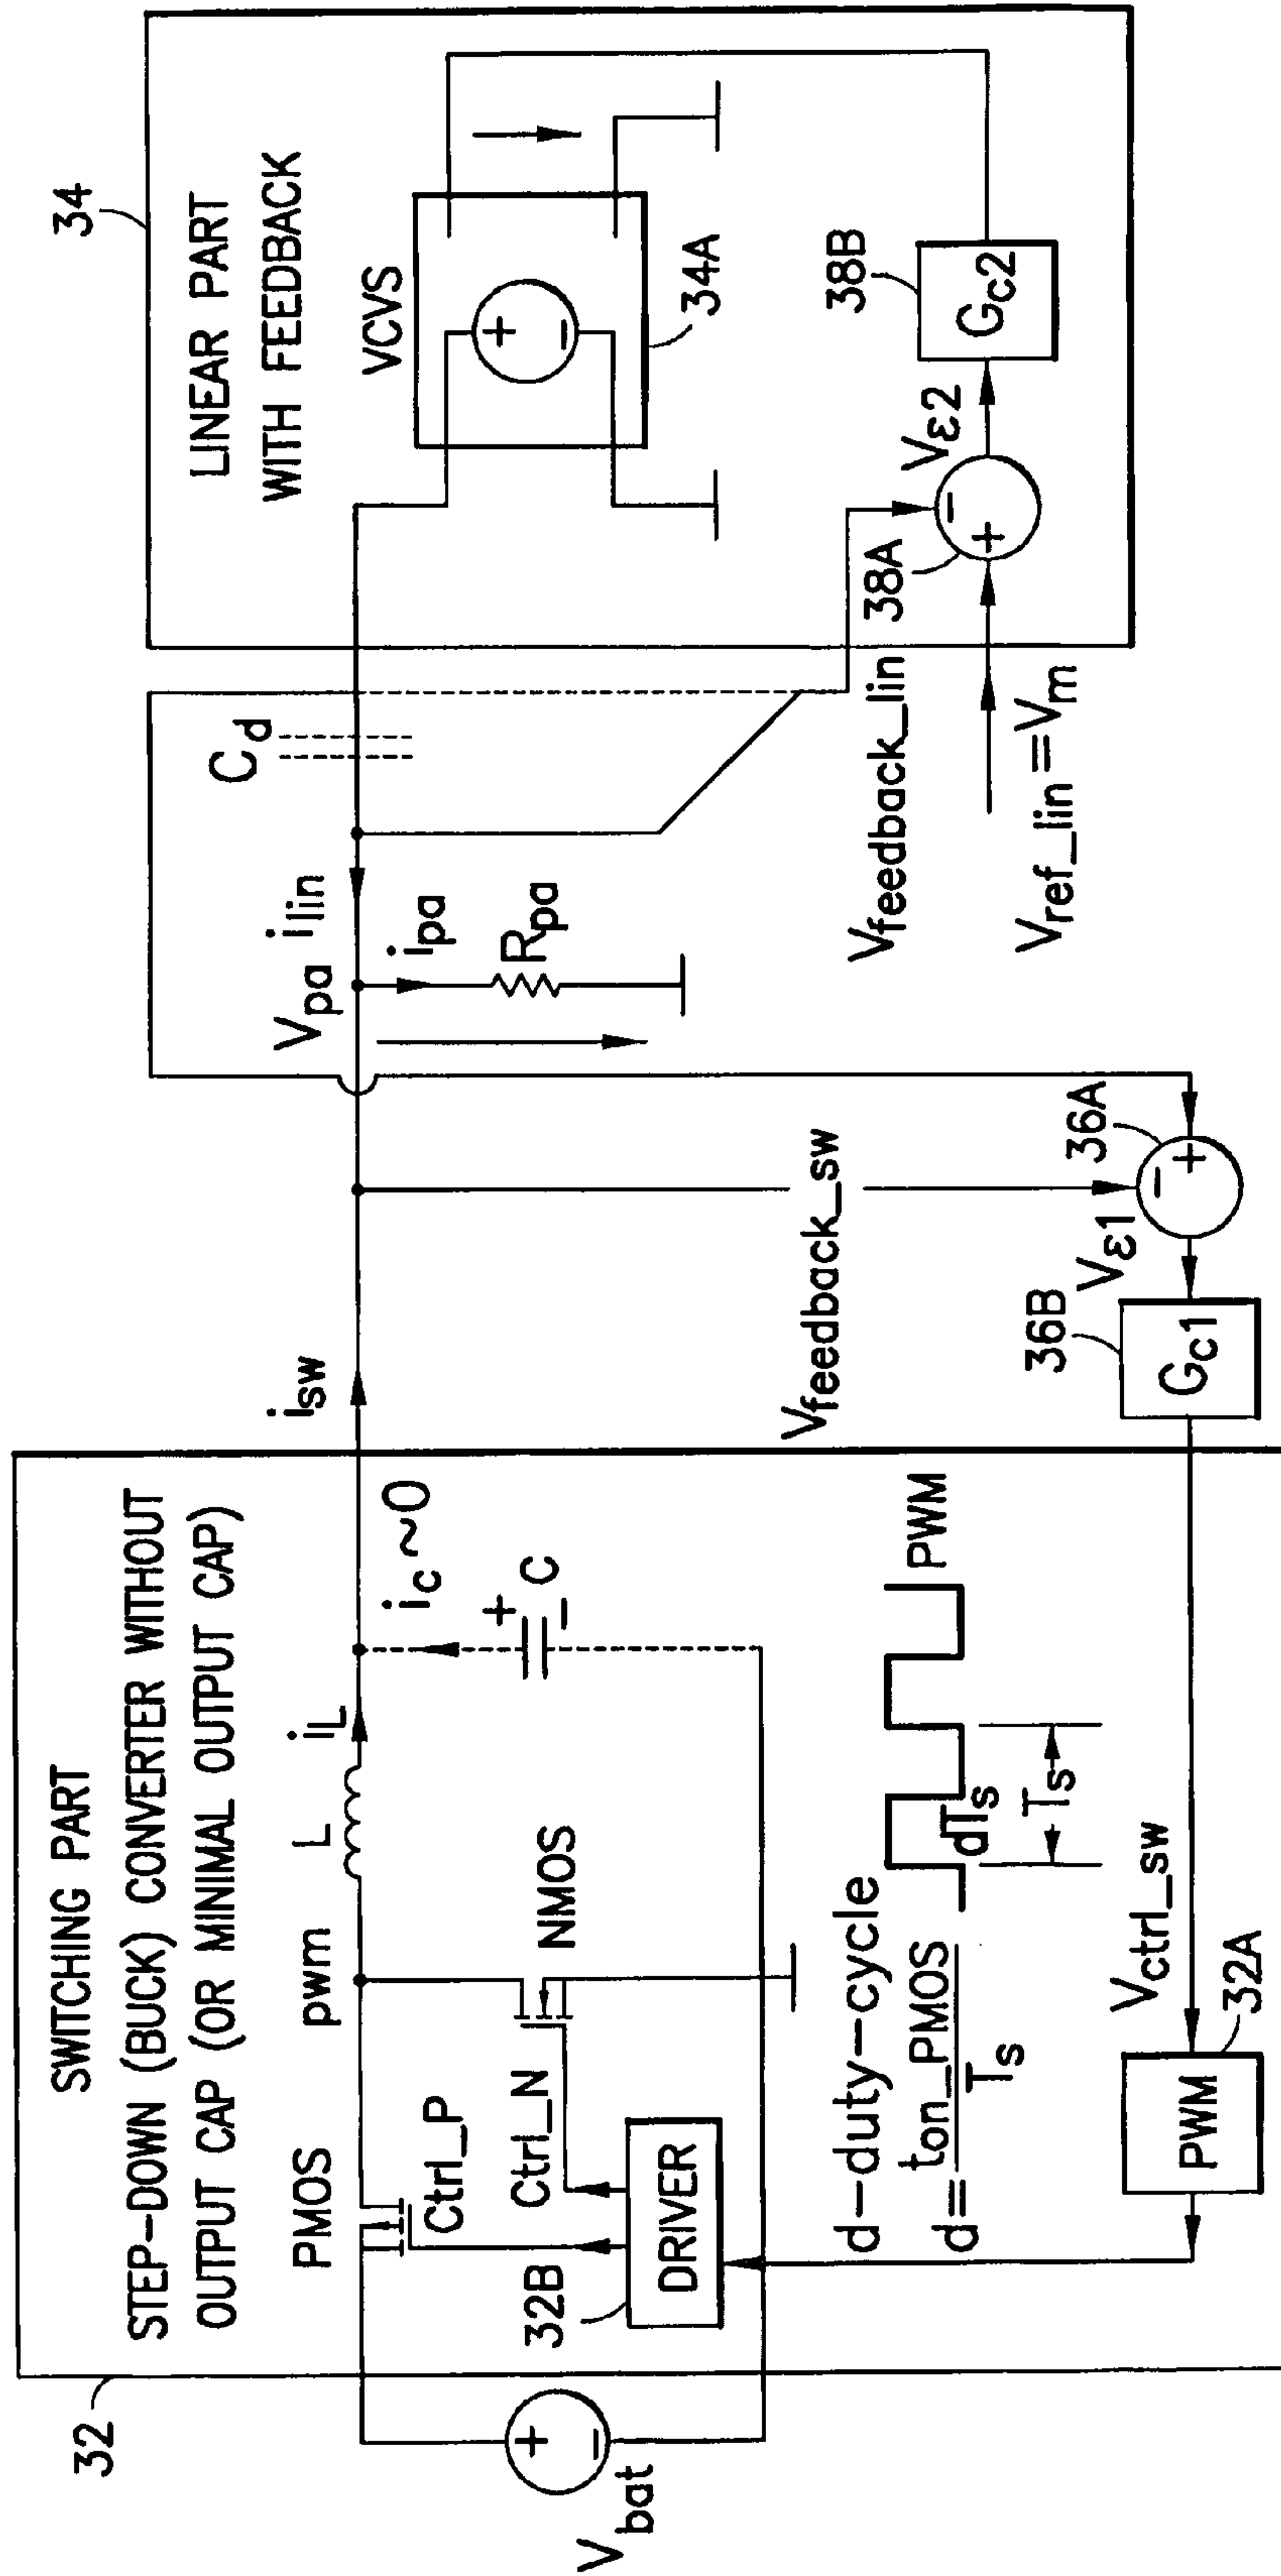 32
SWITCHING PART
STEP-DOWN (BUCK) CONVERTER WITHOUT
OUTPUT CAP (OR MINIMAL OUTPUT CAP)
Vbat
+
−
PMOS
Ctrl_P
pwm
L
iL
NMOS
Ctrl_N
32B
DRIVER
ic~0
+
−
C
d-duty-cycle
d=ton_PMOS/Ts
dTs
Ts
PWM
PWM
32A
Vctrl_sw
isw
Vfeedback_sw
36B
Gc1
Vε1
36A
−
+
Vpa
ilin
ipa
Rpa
Cd
Vfeedback_lin
Vref_lin=Vm
34
LINEAR PART
WITH FEEDBACK
VCVS
+
−
34A
38A
−
+
Vε2
38B
Gc2